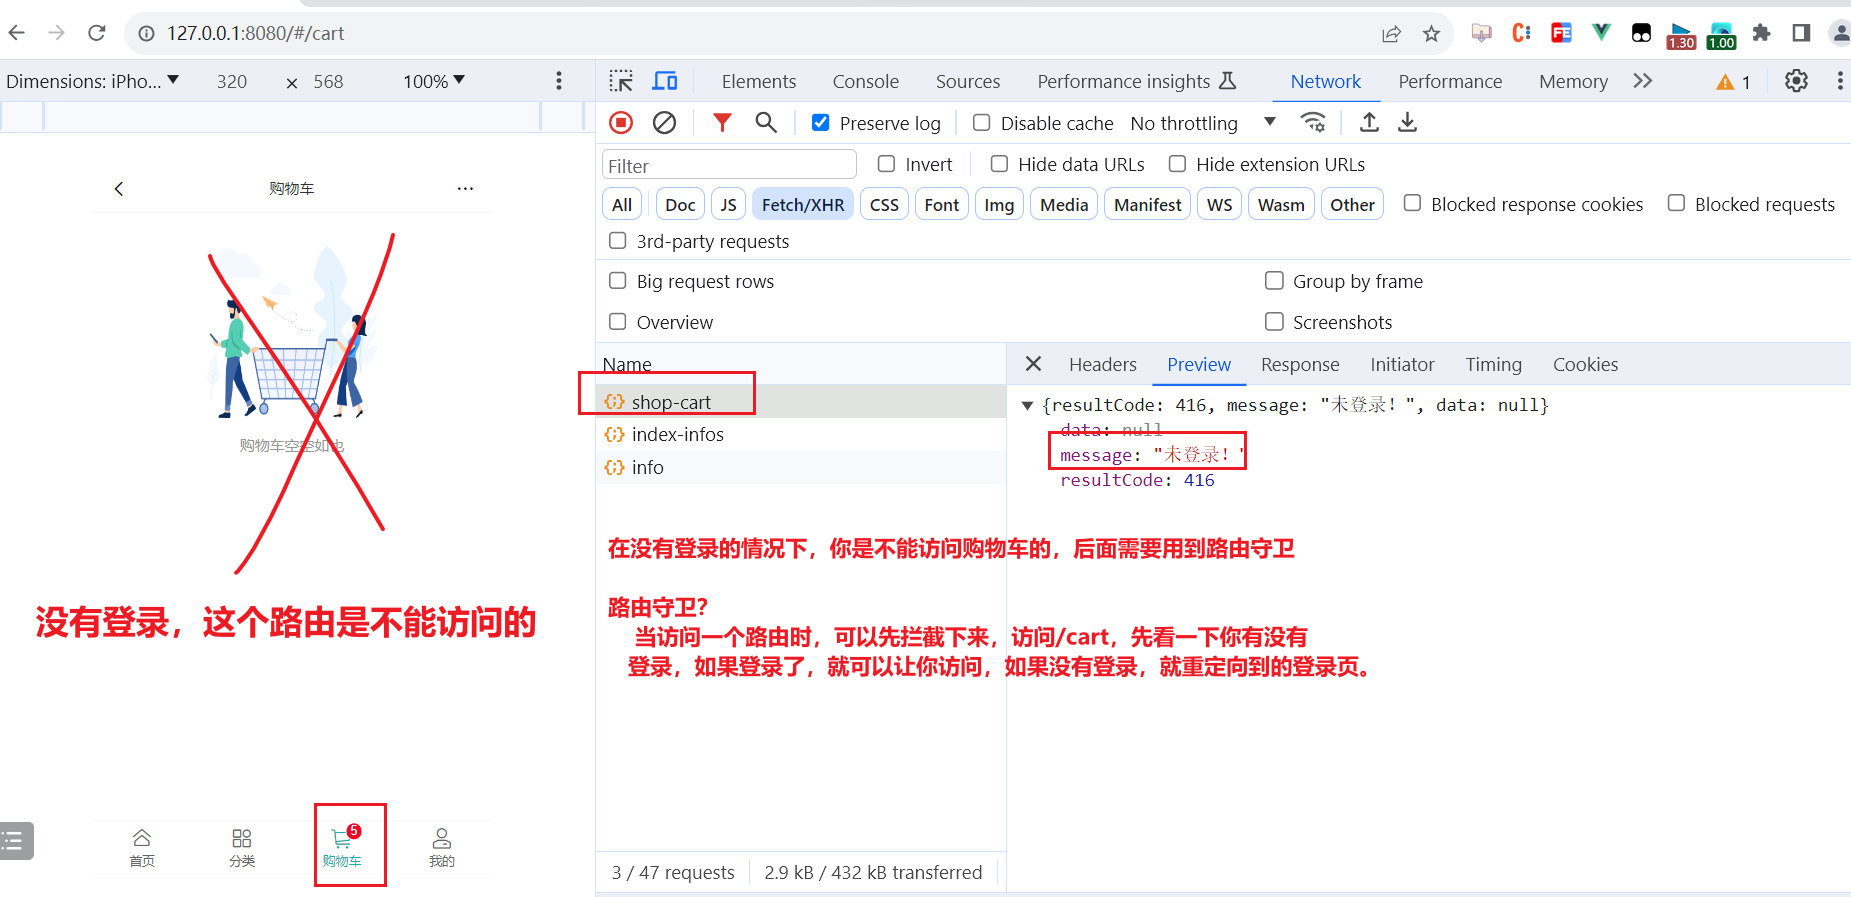 127.0.0.1:8080/#/cart
1.30
1.00
Dimensions: iPho...
320
×
568
100%
Elements
Console
Sources
Performance insights
Network
Performance
Memory
1
Preserve log
Disable cache
No throttling
Filter
Invert
Hide data URLs
Hide extension URLs
All
Doc
JS
Fetch/XHR
CSS
Font
Img
Media
Manifest
WS
Wasm
Other
Blocked response cookies
Blocked requests
3rd-party requests
Big request rows
Group by frame
Overview
Screenshots
Name
shop-cart
index-infos
info
Headers
Preview
Response
Initiator
Timing
Cookies
{resultCode: 416, message: "未登录！", data: null}
data: null
message: "未登录！"
resultCode: 416
购物车
购物车空空如也
没有登录，这个路由是不能访问的
在没有登录的情况下，你是不能访问购物车的，后面需要用到路由守卫
路由守卫？
当访问一个路由时，可以先拦截下来，访问/cart，先看一下你有没有
登录，如果登录了，就可以让你访问，如果没有登录，就重定向到的登录页。
首页
分类
5
购物车
我的
3 / 47 requests
2.9 kB / 432 kB transferred